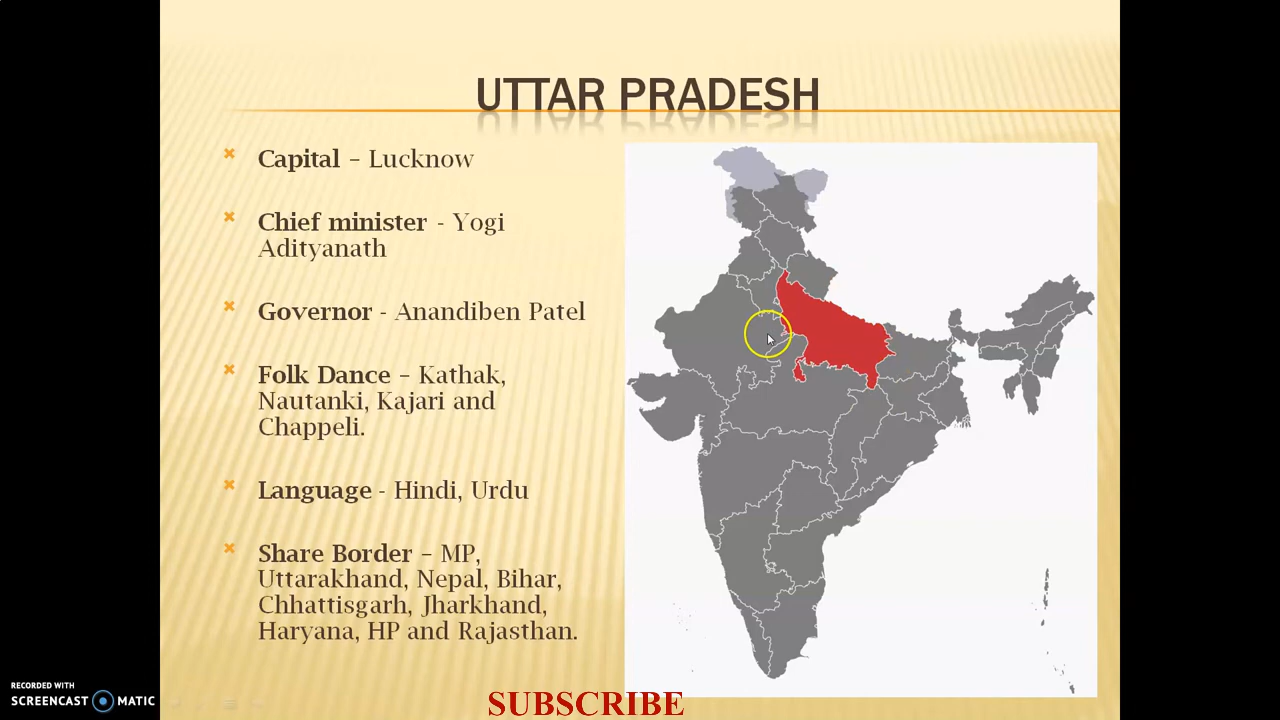 UTTAR PRADESH
Capital – Lucknow
Chief minister - Yogi
Adityanath
Governor - Anandiben Patel
Folk Dance – Kathak,
Nautanki, Kajari and
Chappeli.
Language - Hindi, Urdu
Share Border – MP,
Uttarakhand, Nepal, Bihar,
Chhattisgarh, Jharkhand,
Haryana, HP and Rajasthan.
RECORDED WITH
SCREENCAST MATIC
SUBSCRIBE